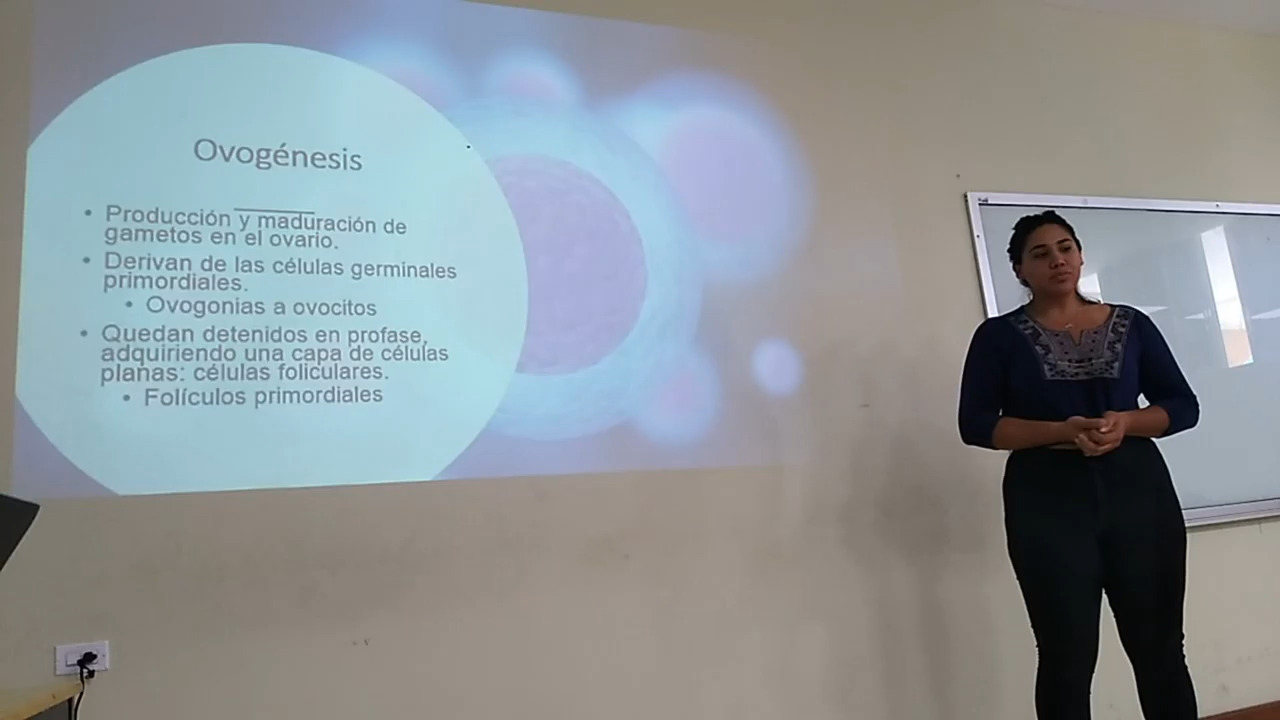 Ovogénesis
• Producción y maduración de
gametos en el ovario.
• Derivan de las células germinales
primordiales.
• Ovogonias a ovocitos
• Quedan detenidos en profase,
adquiriendo una capa de células
planas: células foliculares.
• Folículos primordiales